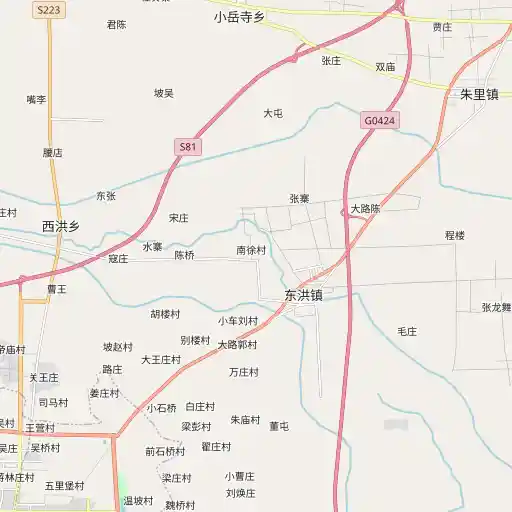 S223
小岳寺乡
君陈
贾庄
张庄
双庙
坡吴
嘴李
朱里镇
大屯
G0424
S81
腰店
东张
张寨
大路陈
宋庄
西洪乡
程楼
水寨
南徐村
陈桥
寇庄
曹王
东洪镇
张龙舞
胡楼村
小车刘村
毛庄
别楼村
大路郭村
坡赵村
大王庄村
路庄
万庄村
关王庄
姜庄村
司马村
小石桥
白庄村
朱庙村
王营村
梁彭村
董屯
吴桥村
前石桥村
翟庄村
蒋林庄村
梁庄村
小曹庄
五里堡村
刘焕庄
温坡村
魏桥村